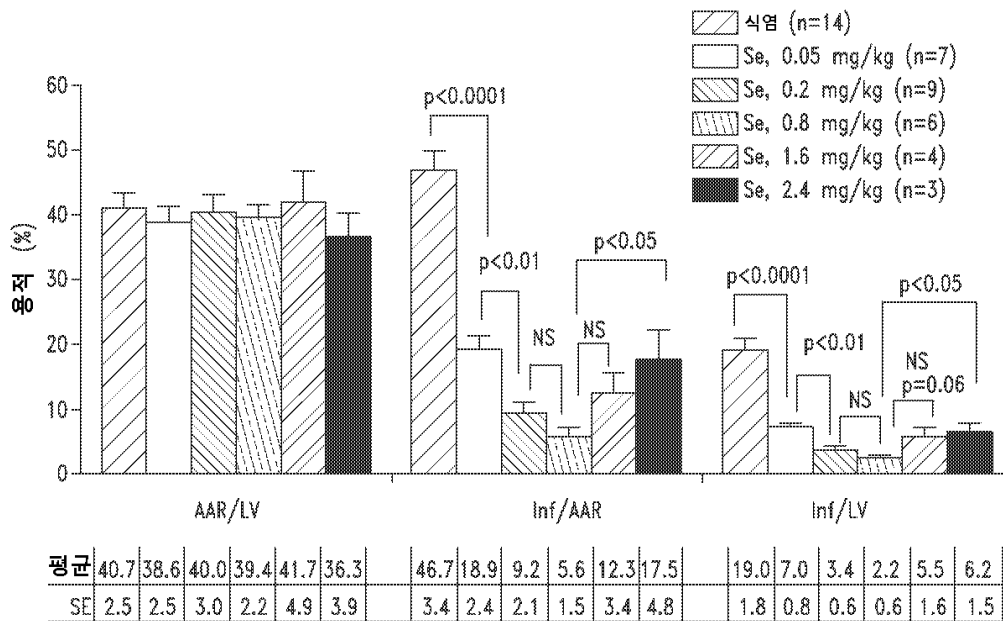 식염 (n=14)
Se, 0.05 mg/kg (n=7)
Se, 0.2 mg/kg (n=9)
Se, 0.8 mg/kg (n=6)
Se, 1.6 mg/kg (n=4)
Se, 2.4 mg/kg (n=3)
용적 (%)
60
50
40
30
20
10
0
p<0.0001
p<0.01
NS
NS
p<0.05
p<0.0001
p<0.01
NS
NS
p=0.06
p<0.05
AAR/LV Inf/AAR Inf/LV
평균 40.7 38.6 40.0 39.4 41.7 36.3 46.7 18.9 9.2 5.6 12.3 17.5 19.0 7.0 3.4 2.2 5.5 6.2
SE 2.5 2.5 3.0 2.2 4.9 3.9 3.4 2.4 2.1 1.5 3.4 4.8 1.8 0.8 0.6 0.6 1.6 1.5